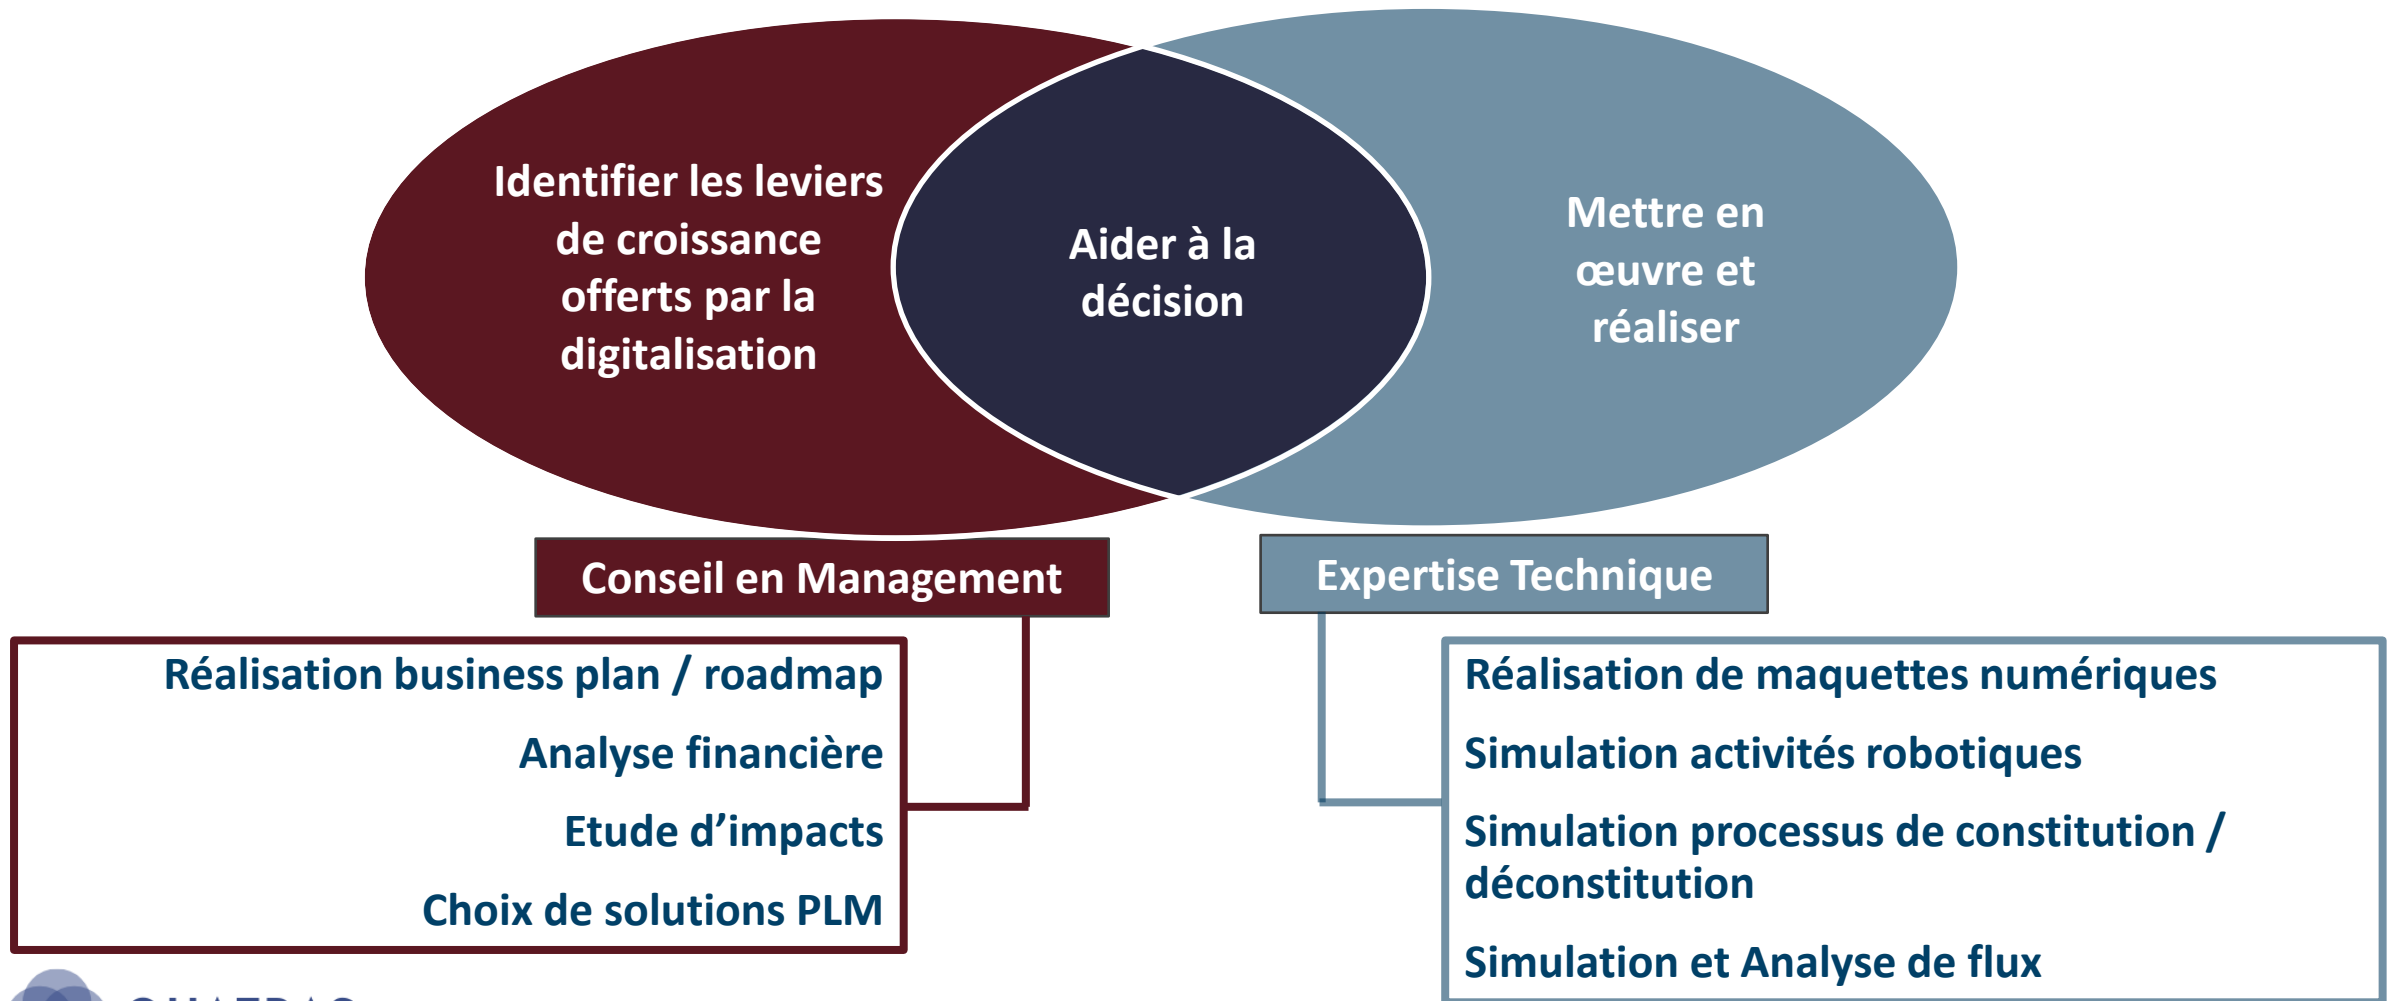 Identifier les leviers
de croissance
offerts par la
digitalisation
Aider à la
décision
Mettre en
œuvre et
réaliser
Conseil en Management
Expertise Technique
Réalisation business plan / roadmap
Analyse financière
Etude d’impacts
Choix de solutions PLM
Réalisation de maquettes numériques
Simulation activités robotiques
Simulation processus de constitution /
déconstitution
Simulation et Analyse de flux